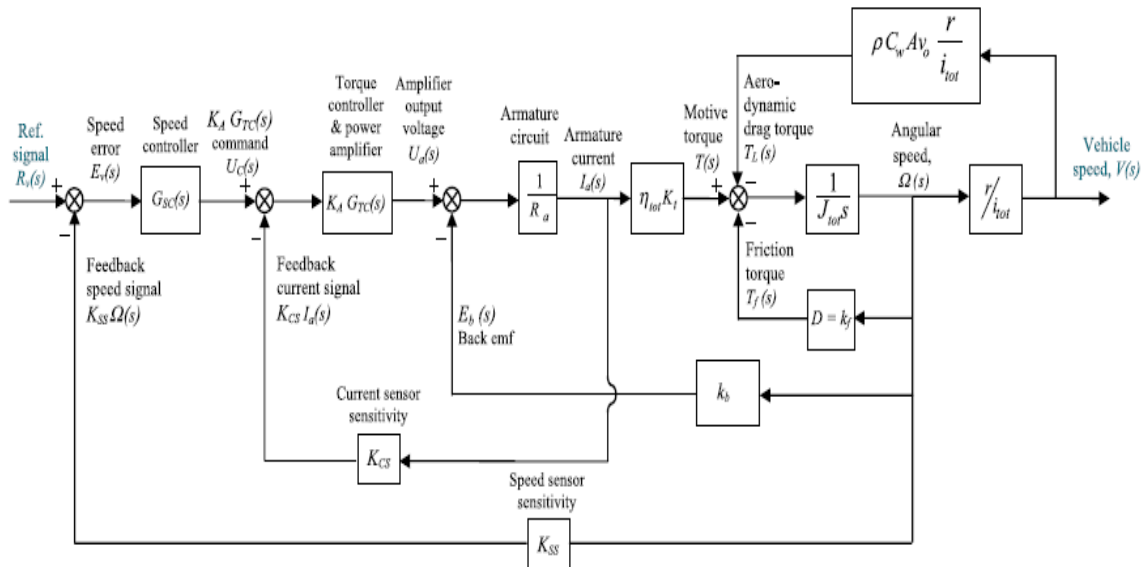 ρ C_w A v_o r/i_tot
Ref.
signal
R_v(s)
Speed
error
E_v(s)
Speed
controller
K_A G_TC(s)
command
U_C(s)
Torque
controller
& power
amplifier
Amplifier
output
voltage
U_a(s)
Armature
circuit
Armature
current
I_a(s)
Motive
torque
T(s)
Aero-
dynamic
drag torque
T_L(s)
Angular
speed,
Ω(s)
Vehicle
speed, V(s)
+
−
G_SC(s)
+
−
K_A G_TC(s)
+
−
1/R_a
η_tot K_t
+
−
−
1/J_tot s
r/i_tot
Feedback
speed signal
K_SS Ω(s)
Feedback
current signal
K_CS I_a(s)
E_b (s)
Back emf
Friction
torque
T_f (s)
D = k_f
k_b
Current sensor
sensitivity
K_CS
Speed sensor
sensitivity
K_SS